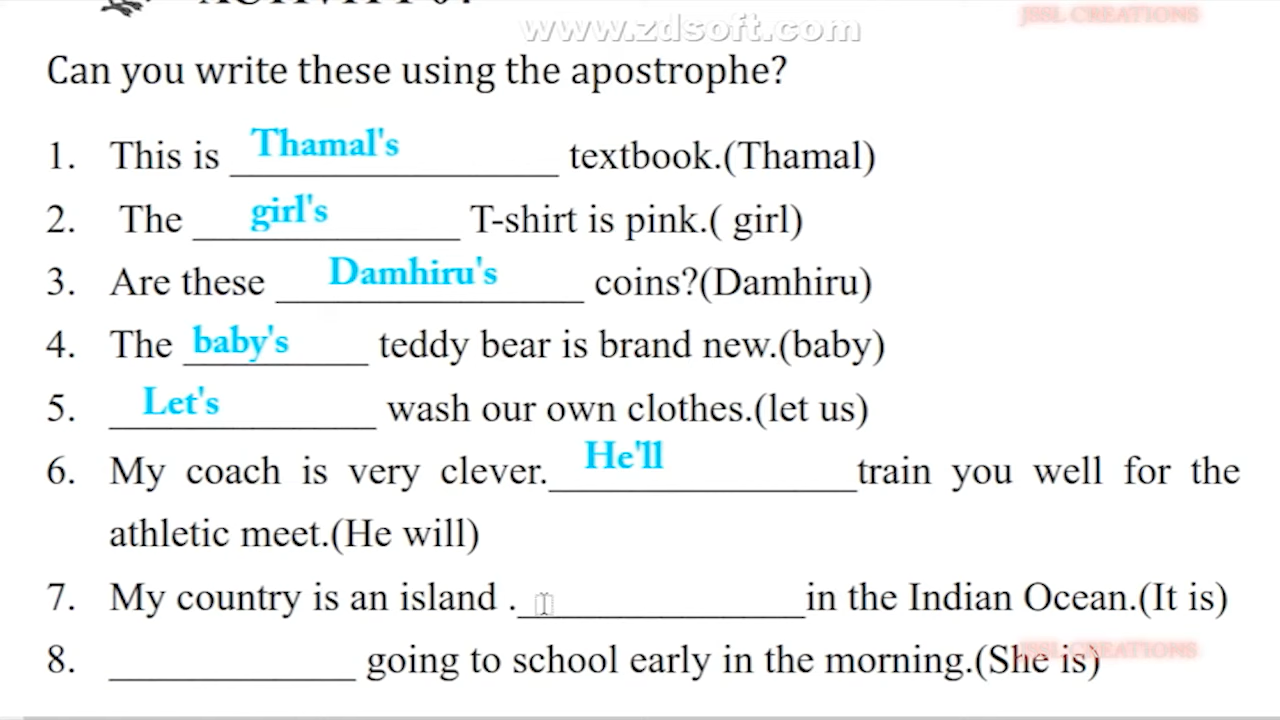 www.zdsoft.com
JBSL CREATIONS
Can you write these using the apostrophe?
1. This is Thamal's textbook.(Thamal)
2. The girl's T-shirt is pink.( girl)
3. Are these Damhiru's coins?(Damhiru)
4. The baby's teddy bear is brand new.(baby)
5. Let's wash our own clothes.(let us)
6. My coach is very clever. He'll train you well for the
athletic meet.(He will)
7. My country is an island . ______________in the Indian Ocean.(It is)
8. ____________ going to school early in the morning.(She is)
JBSL CREATIONS